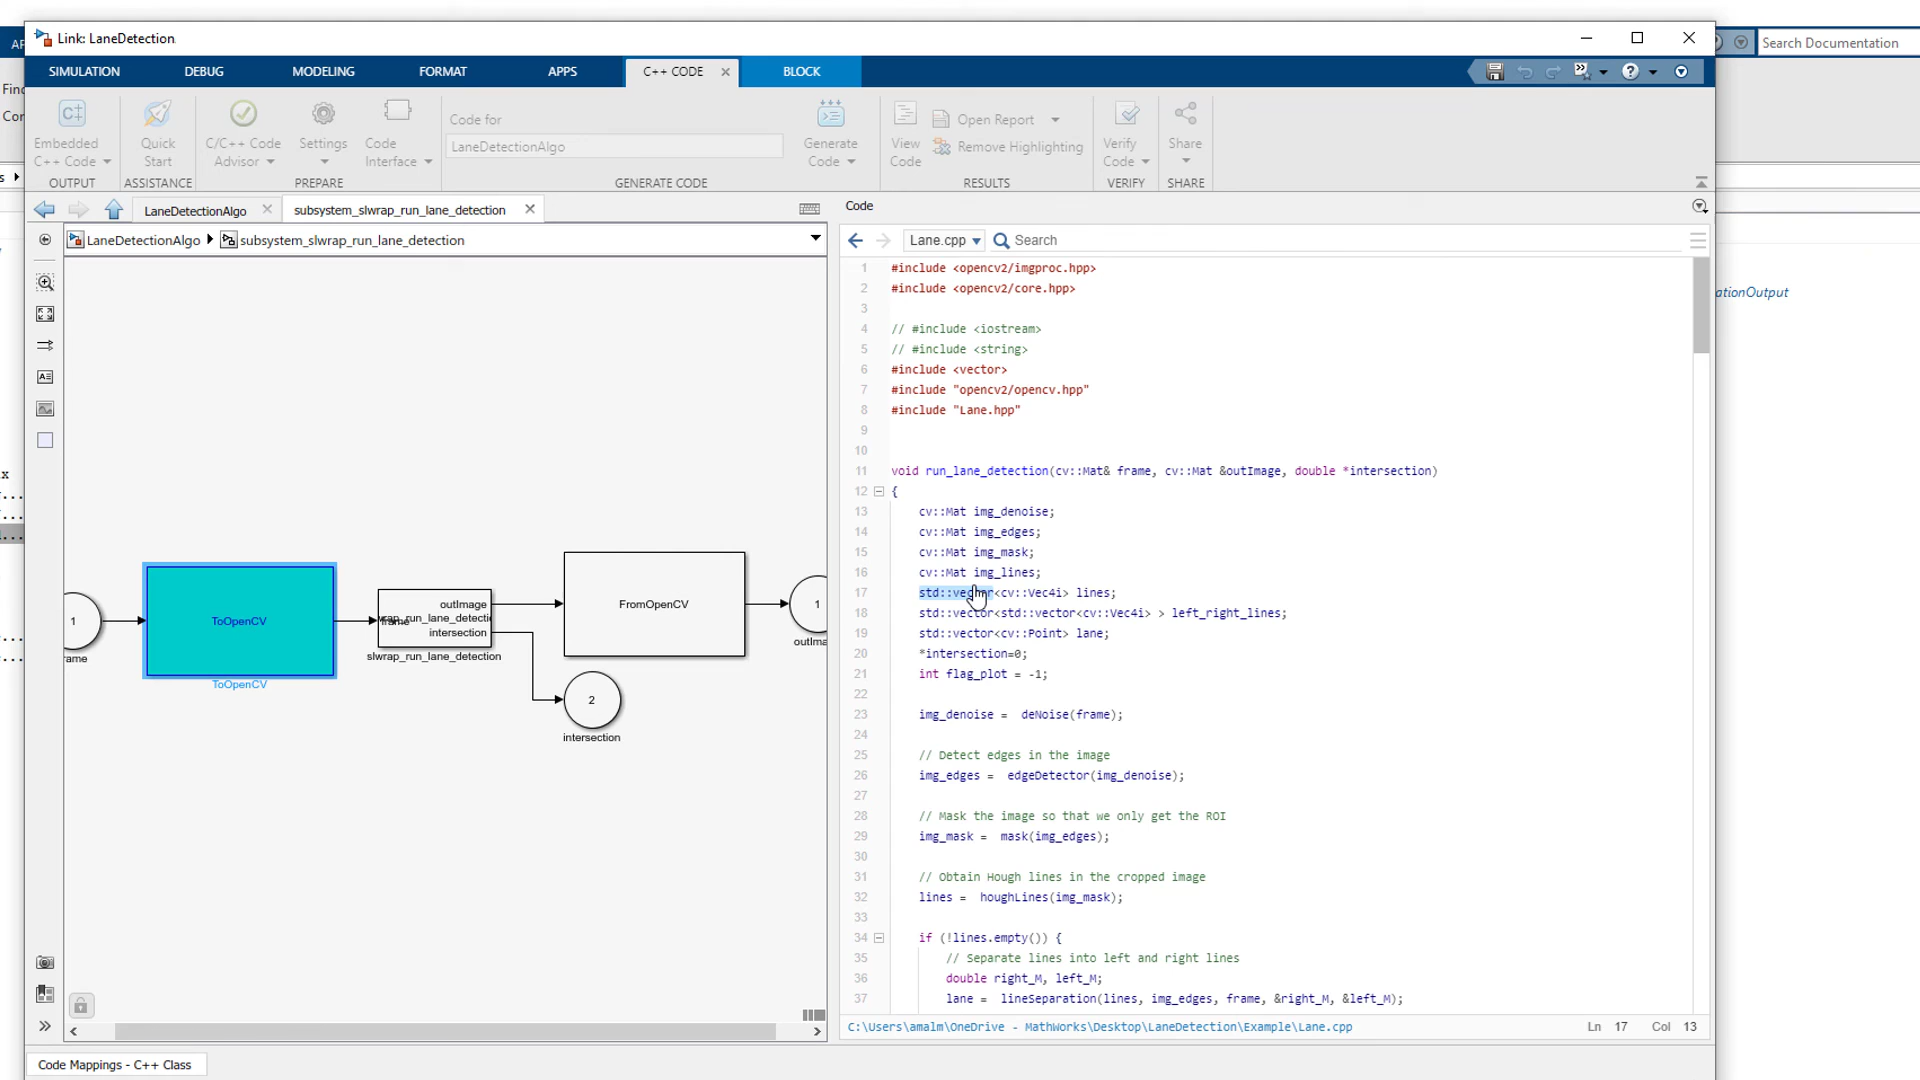 Link: LaneDetection
AF
Search Documentation
SIMULATION DEBUG MODELING FORMAT APPS C++ CODE BLOCK
Find
Embedded C++ Code
Quick Start
C/C++ Code Advisor
Settings
Code Interface
Code for
LaneDetectionAlgo
Generate Code
View Code
Open Report
Remove Highlighting
Verify Code
Share
OUTPUT ASSISTANCE PREPARE GENERATE CODE RESULTS VERIFY SHARE
LaneDetectionAlgo
subsystem_slwrap_run_lane_detection
LaneDetectionAlgo subsystem_slwrap_run_lane_detection
1
ToOpenCV
ToOpenCV
outImage
intersection
slwrap_run_lane_detection
FromOpenCV
1
2
intersection
Code
Lane.cpp Search
1 #include <opencv2/imgproc.hpp>
2 #include <opencv2/core.hpp>
3
4 // #include <iostream>
5 // #include <string>
6 #include <vector>
7 #include "opencv2/opencv.hpp"
8 #include "Lane.hpp"
9
10
11 void run_lane_detection(cv::Mat& frame, cv::Mat &outImage, double *intersection)
12 {
13 cv::Mat img_denoise;
14 cv::Mat img_edges;
15 cv::Mat img_mask;
16 cv::Mat img_lines;
17 std::vector<cv::Vec4i> lines;
18 std::vector<std::vector<cv::Vec4i> > left_right_lines;
19 std::vector<cv::Point> lane;
20 *intersection=0;
21 int flag_plot = -1;
22
23 img_denoise = deNoise(frame);
24
25 // Detect edges in the image
26 img_edges = edgeDetector(img_denoise);
27
28 // Mask the image so that we only get the ROI
29 img_mask = mask(img_edges);
30
31 // Obtain Hough lines in the cropped image
32 lines = houghLines(img_mask);
33
34 if (!lines.empty()) {
35 // Separate lines into left and right lines
36 double right_M, left_M;
37 lane = lineSeparation(lines, img_edges, frame, &right_M, &left_M);
C:\Users\amalm\OneDrive - MathWorks\Desktop\LaneDetection\Example\Lane.cpp
Ln 17 Col 13
ationOutput
Code Mappings - C++ Class